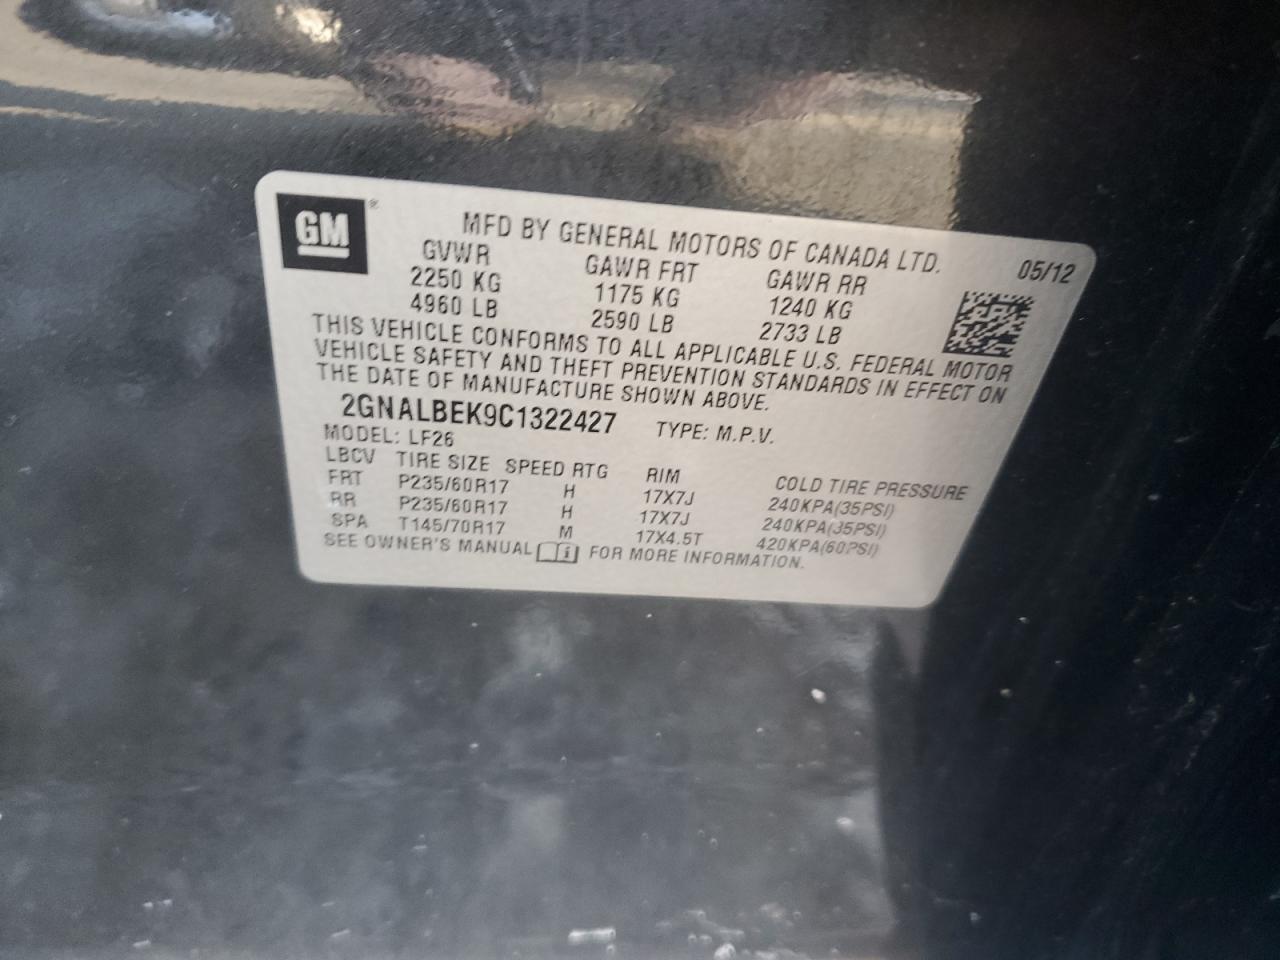 GM®
MFD BY GENERAL MOTORS OF CANADA LTD.
05/12
GVWR GAWR FRT GAWR RR
2250 KG 1175 KG 1240 KG
4960 LB 2590 LB 2733 LB
THIS VEHICLE CONFORMS TO ALL APPLICABLE U.S. FEDERAL MOTOR
VEHICLE SAFETY AND THEFT PREVENTION STANDARDS IN EFFECT ON
THE DATE OF MANUFACTURE SHOWN ABOVE.
2GNALBEK9C1322427 TYPE: M.P.V.
MODEL: LF26
LBCV TIRE SIZE SPEED RTG RIM COLD TIRE PRESSURE
FRT P235/60R17 H 17X7J 240KPA(35PSI)
RR P235/60R17 H 17X7J 240KPA(35PSI)
SPA T145/70R17 M 17X4.5T 420KPA(60PSI)
SEE OWNER'S MANUAL i FOR MORE INFORMATION.